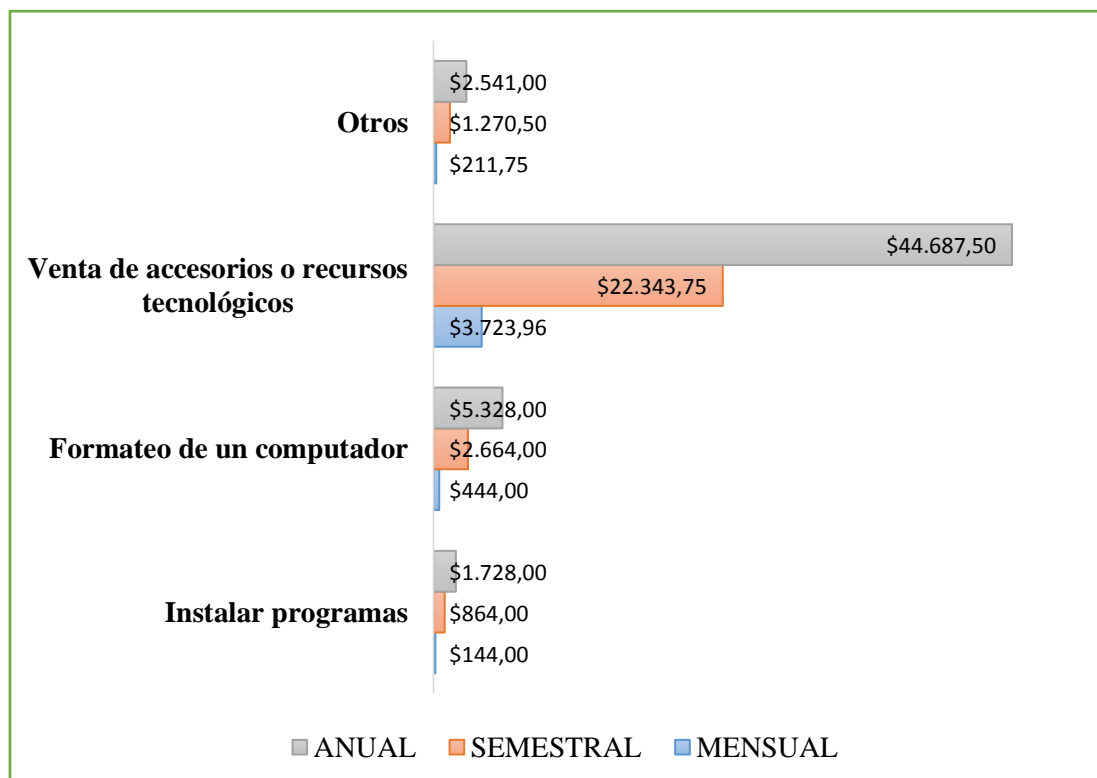 $2.541,00
Otros
$1.270,50
$211,75
$44.687,50
Venta de accesorios o recursos
tecnológicos
$22.343,75
$3.723,96
$5.328,00
Formateo de un computador
$2.664,00
$444,00
$1.728,00
Instalar programas
$864,00
$144,00
ANUAL SEMESTRAL MENSUAL